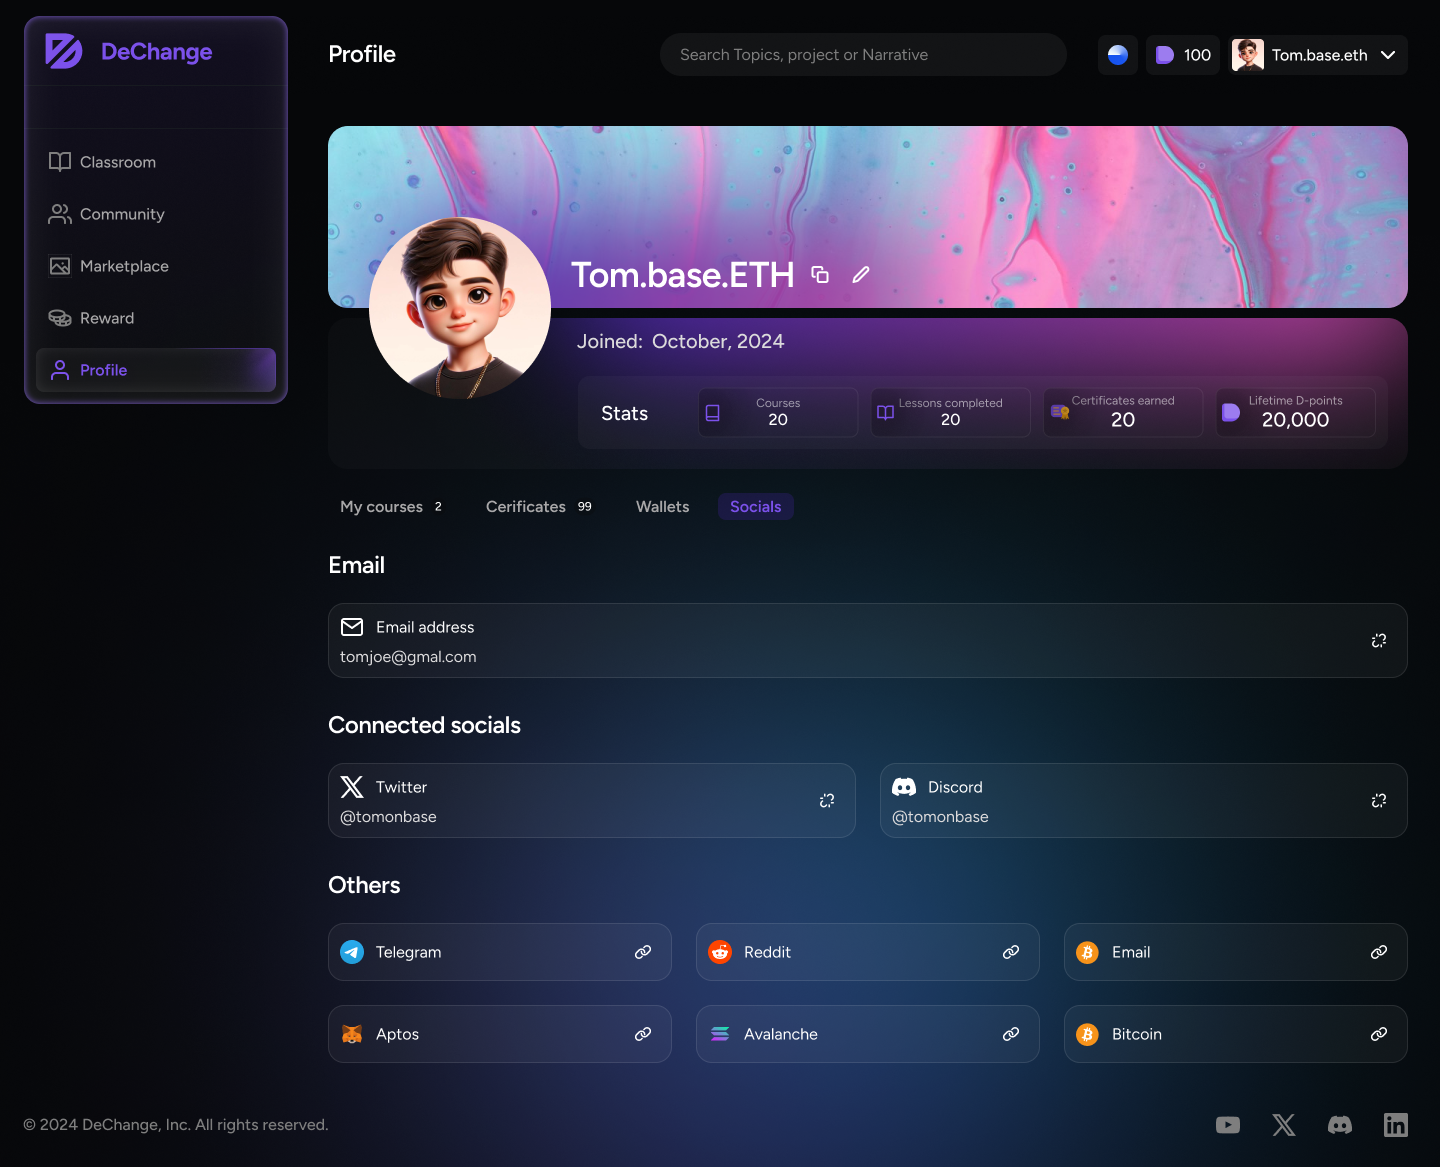 DeChange
Profile
Search Topics, project or Narrative
100
Tom.base.eth
Classroom
Community
Marketplace
Reward
Profile
Tom.base.ETH
Joined: October, 2024
Stats
Courses
20
Lessons completed
20
Certificates earned
20
Lifetime D-points
20,000
My courses 2
Cerificates 99
Wallets
Socials
Email
Email address
tomjoe@gmal.com
Connected socials
Twitter
@tomonbase
Discord
@tomonbase
Others
Telegram
Reddit
Email
Aptos
Avalanche
Bitcoin
© 2024 DeChange, Inc. All rights reserved.